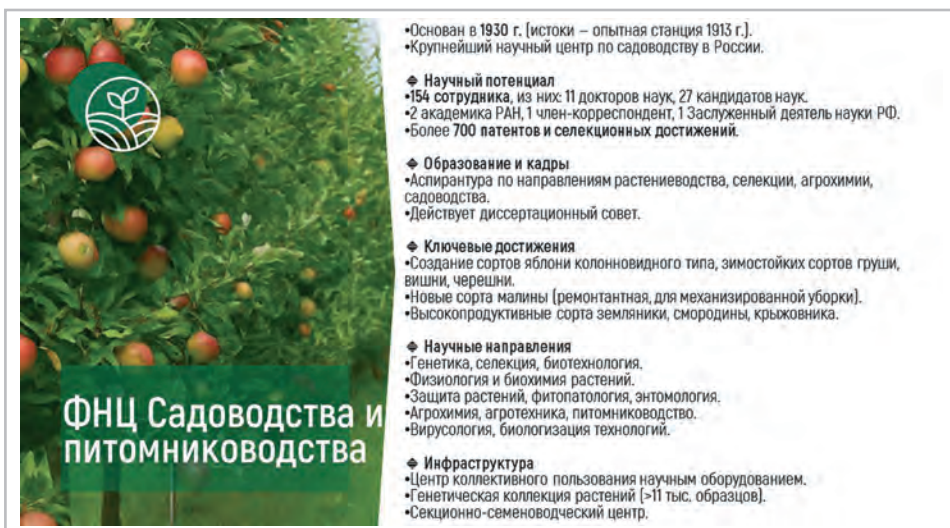 •Основан в 1930 г. (истоки – опытная станция 1913 г.).
•Крупнейший научный центр по садоводству в России.
Научный потенциал
•154 сотрудника, из них: 11 докторов наук, 27 кандидатов наук.
•2 академика РАН, 1 член-корреспондент, 1 Заслуженный деятель науки РФ.
•Более 700 патентов и селекционных достижений.
Образование и кадры
•Аспирантура по направлениям растениеводства, селекции, агрохимии,
садоводства.
•Действует диссертационный совет.
Ключевые достижения
•Создание сортов яблони колонновидного типа, зимостойких сортов груши,
вишни, черешни.
•Новые сорта малины (ремонтантная, для механизированной уборки).
•Высокопродуктивные сорта земляники, смородины, крыжовника.
Научные направления
•Генетика, селекция, биотехнология.
•Физиология и биохимия растений.
•Защита растений, фитопатология, энтомология.
•Агрохимия, агротехника, питомниководство.
•Вирусология, биологизация технологий.
Инфраструктура
•Центр коллективного пользования научным оборудованием.
•Генетическая коллекция растений (>11 тыс. образцов).
•Секционно-семеноводческий центр.
ФНЦ Садоводства и
питомниководства